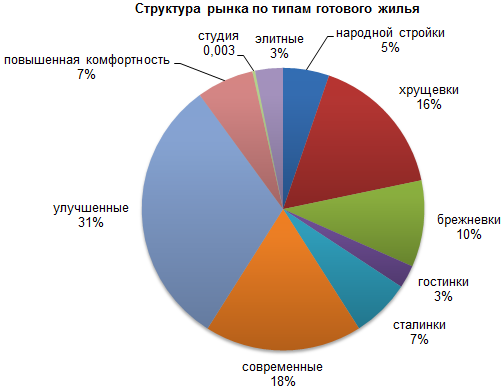 Структура рынка по типам готового жилья
народной стройки
5%
хрущевки
16%
брежневки
10%
гостинки
3%
сталинки
7%
современные
18%
улучшенные
31%
повышенная комфортность
7%
студия
0,003
элитные
3%